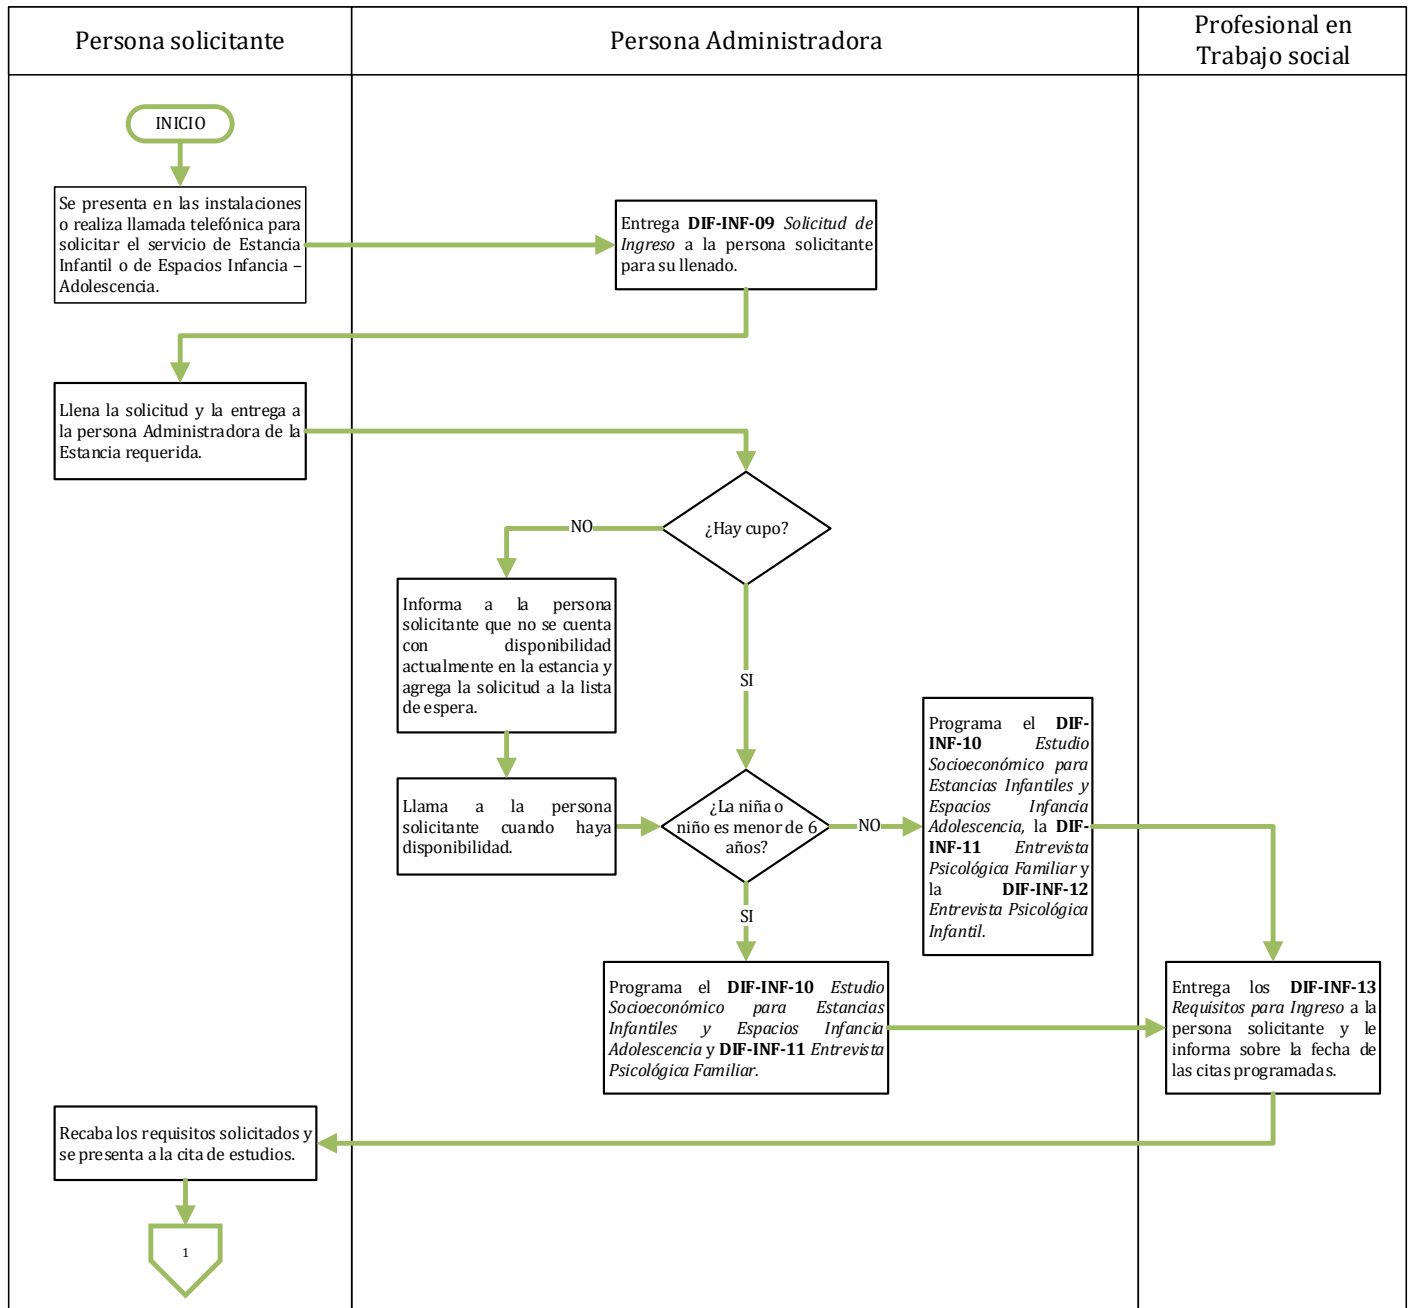 Persona solicitante
Persona Administradora
Profesional en
Trabajo social
INICIO
Se presenta en las instalaciones
o realiza llamada telefónica para
solicitar el servicio de Estancia
Infantil o de Espacios Infancia –
Adolescencia.
Entrega DIF-INF-09 Solicitud de
Ingreso a la persona solicitante
para su llenado.
Llena la solicitud y la entrega a
la persona Administradora de la
Estancia requerida.
¿Hay cupo?
NO
Informa a la persona
solicitante que no se cuenta
con disponibilidad
actualmente en la estancia y
agrega la solicitud a la lista
de espera.
SI
Llama a la persona
solicitante cuando haya
disponibilidad.
¿La niña o
niño es menor de 6
años?
NO
Programa el DIF-
INF-10 Estudio
Socioeconómico para
Estancias Infantiles y
Espacios Infancia
Adolescencia, la DIF-
INF-11 Entrevista
Psicológica Familiar y
la DIF-INF-12
Entrevista Psicológica
Infantil.
SI
Programa el DIF-INF-10 Estudio
Socioeconómico para Estancias
Infantiles y Espacios Infancia
Adolescencia y DIF-INF-11 Entrevista
Psicológica Familiar.
Entrega los DIF-INF-13
Requisitos para Ingreso a la
persona solicitante y le
informa sobre la fecha de
las citas programadas.
Recaba los requisitos solicitados y
se presenta a la cita de estudios.
1